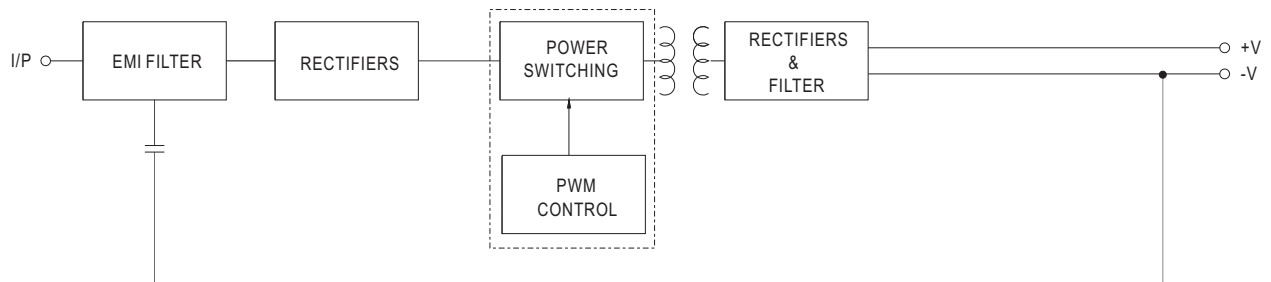 I/P
EMI FILTER
RECTIFIERS
POWER
SWITCHING
PWM
CONTROL
RECTIFIERS
&
FILTER
+V
-V